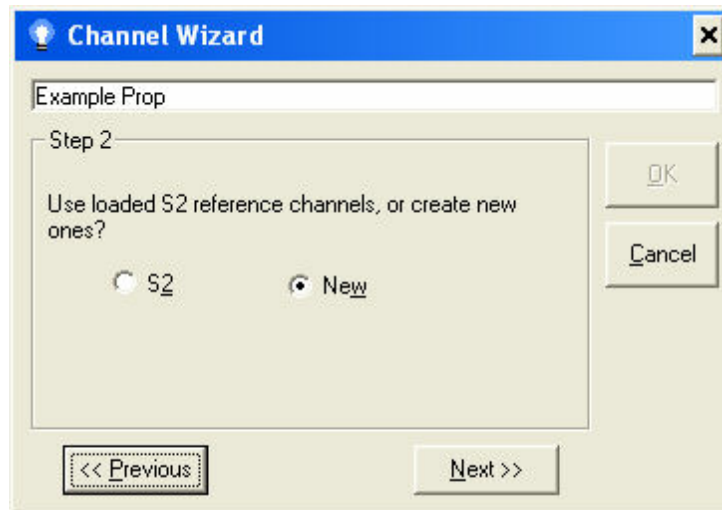 Channel Wizard
Example Prop
Step 2
OK
Use loaded S2 reference channels, or create new
ones?
Cancel
S2
New
<< Previous
Next >>